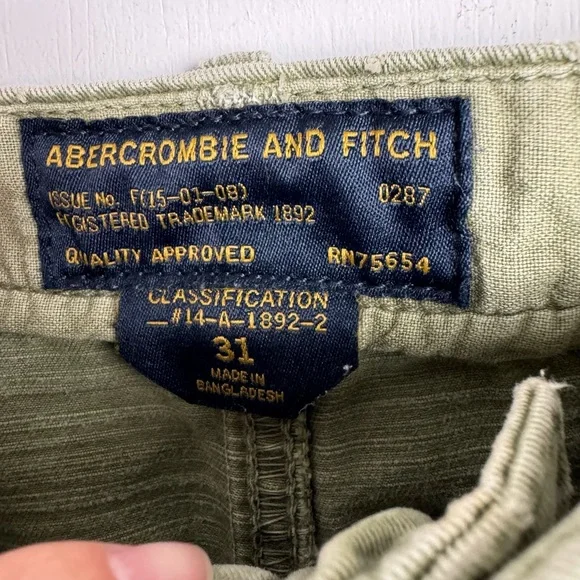 ABERCROMBIE AND FITCH
ISSUE No. F(15-01-08) 0287
REGISTERED TRADEMARK 1892
QUALITY APPROVED RN75654
CLASSIFICATION
#14-A-1892-2
31
MADE IN
BANGLADESH